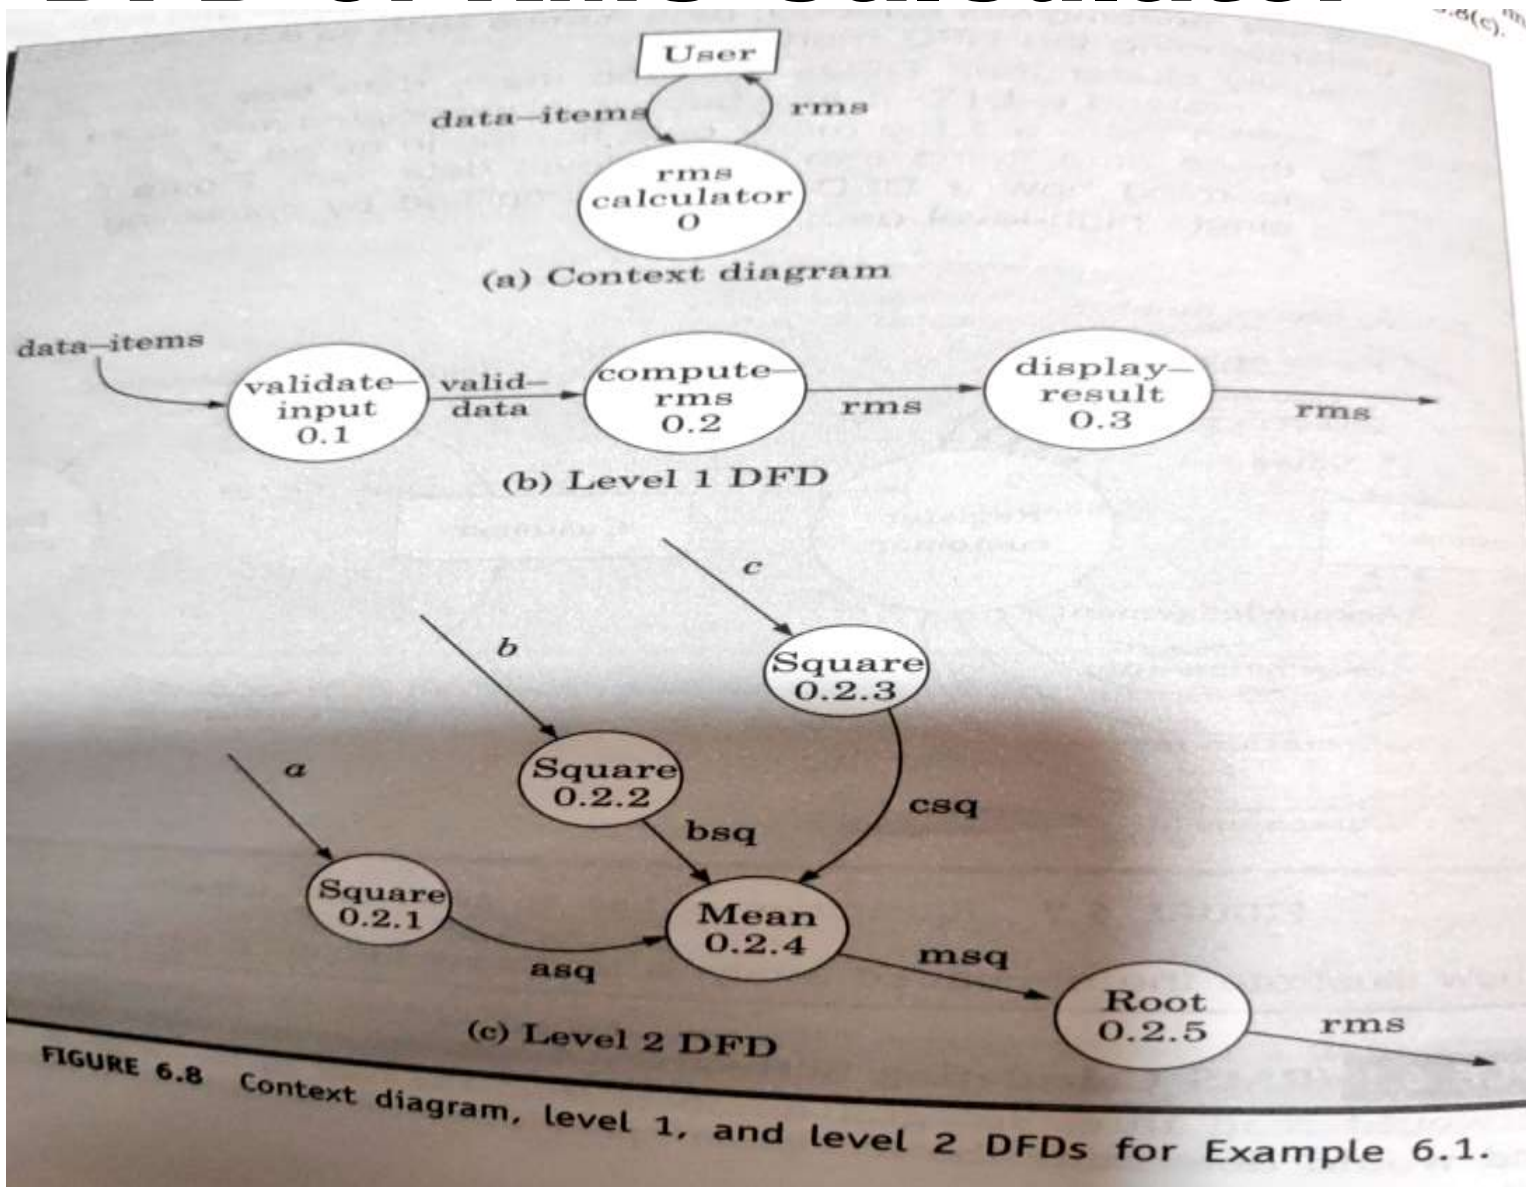 User
data–items
rms
rms
calculator
0
(a) Context diagram
data–items
validate–
input
0.1
valid–
data
compute–
rms
0.2
rms
display–
result
0.3
rms
(b) Level 1 DFD
c
b
Square
0.2.3
a
Square
0.2.2
csq
bsq
Square
0.2.1
Mean
0.2.4
asq
msq
Root
0.2.5
rms
(c) Level 2 DFD
FIGURE 6.8 Context diagram, level 1, and level 2 DFDs for Example 6.1.